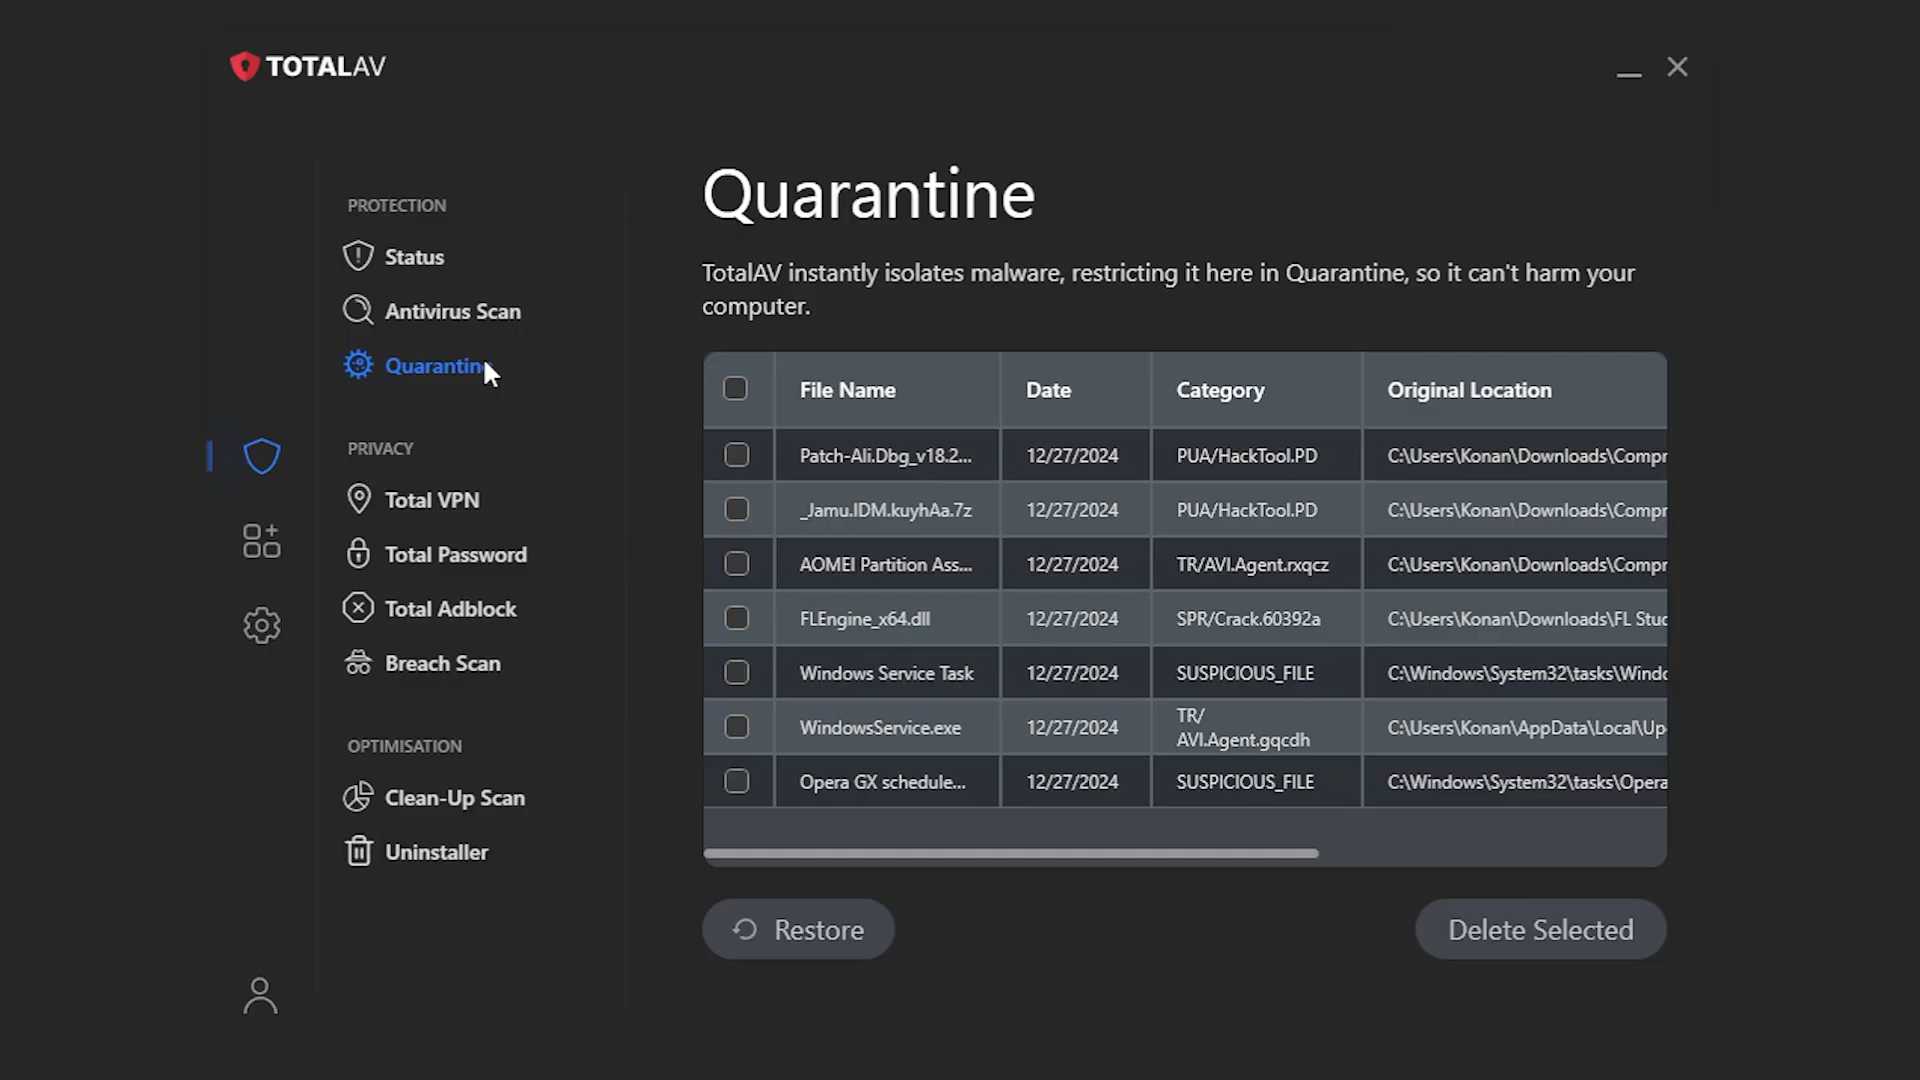 TOTALAV
PROTECTION
Status
Antivirus Scan
Quarantin
PRIVACY
Total VPN
Total Password
Total Adblock
Breach Scan
OPTIMISATION
Clean-Up Scan
Uninstaller
Quarantine
TotalAV instantly isolates malware, restricting it here in Quarantine, so it can't harm your
computer.
File Name Date Category Original Location
Patch-Ali.Dbg_v18.2... 12/27/2024 PUA/HackTool.PD C:\Users\Konan\Downloads\Compr
_Jamu.IDM.kuyhAa.7z 12/27/2024 PUA/HackTool.PD C:\Users\Konan\Downloads\Compr
AOMEI Partition Ass... 12/27/2024 TR/AVI.Agent.rxqcz C:\Users\Konan\Downloads\Compr
FLEngine_x64.dll 12/27/2024 SPR/Crack.60392a C:\Users\Konan\Downloads\FL Stuc
Windows Service Task 12/27/2024 SUSPICIOUS_FILE C:\Windows\System32\tasks\Windc
WindowsService.exe 12/27/2024 TR/
AVI.Agent.gqcdh C:\Users\Konan\AppData\Local\Up
Opera GX schedule... 12/27/2024 SUSPICIOUS_FILE C:\Windows\System32\tasks\Opera
Restore
Delete Selected